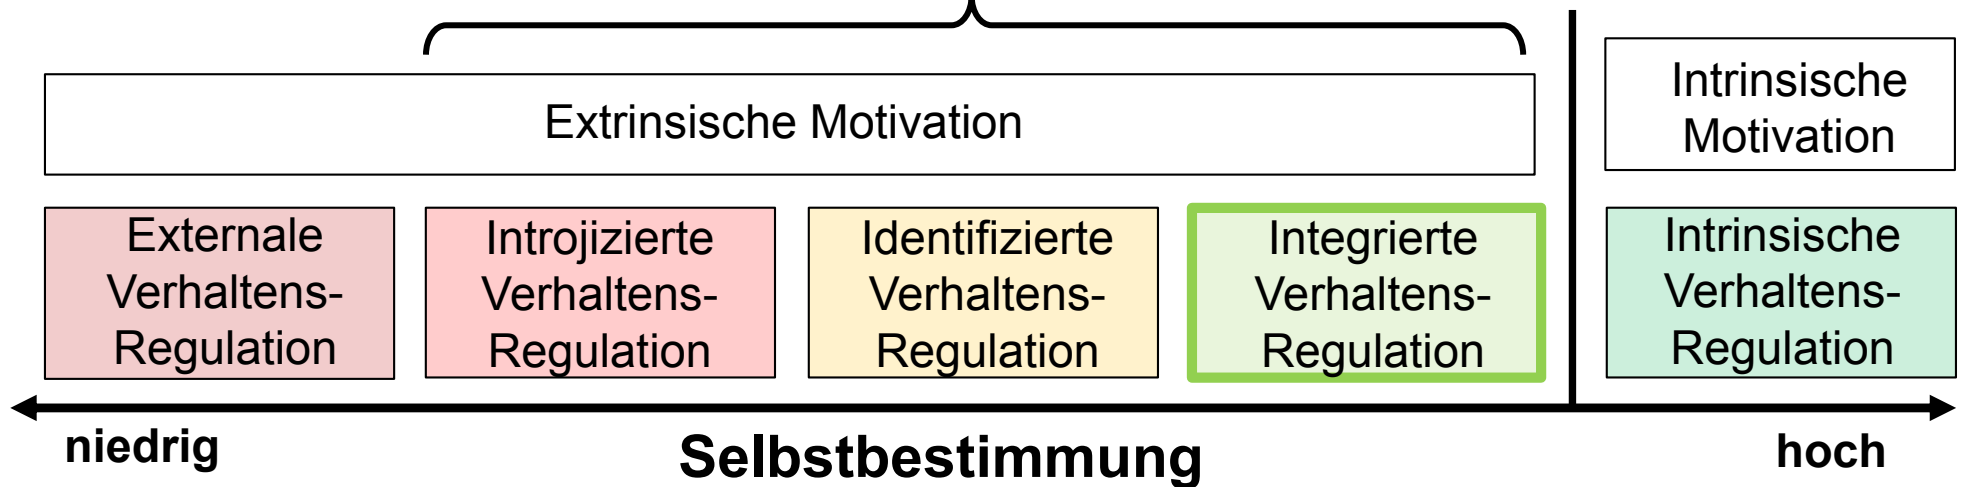 Extrinsische Motivation
Intrinsische
Motivation
Externale
Verhaltens-
Regulation
Introjizierte
Verhaltens-
Regulation
Identifizierte
Verhaltens-
Regulation
Integrierte
Verhaltens-
Regulation
Intrinsische
Verhaltens-
Regulation
niedrig
Selbstbestimmung
hoch